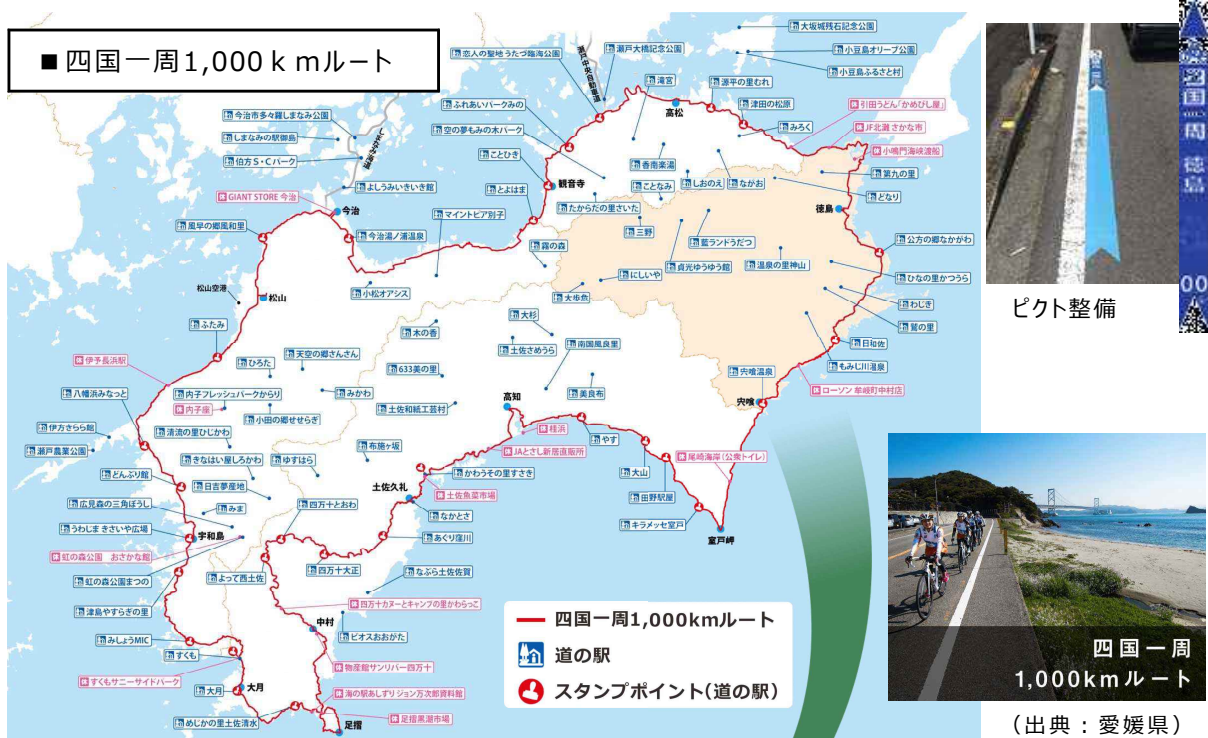 ■四国一周1,000ｋｍルート
大坂城残石記念公園
小豆島オリーブ公園
小豆島ふるさと村
恋人の聖地 うたづ臨海公園
瀬戸大橋記念公園
瀬戸中央自動車道
滝宮
源平の里むれ
高松
津田の松原
ふれあいパークみの
空の夢もみの木パーク
みろく
引田うどん「かめびし屋」
JF北灘 さかな市
小鳴門海峡渡船
今治市多々羅しまなみ公園
しまなみの駅御島
しまなみ海道
伯方S・Cパーク
ことひき
香南楽湯
よしうみいきいき館
観音寺
ことなみ
しおのえ
ながお
第九の里
GIANT STORE 今治
とよはま
どなり
今治
マイントピア別子
たからだの里さいた
徳島
風早の郷風和里
三野
今治湯ノ浦温泉
霧の森
藍ランドうだつ
公方の郷なかがわ
貞光ゆうゆう館
温泉の里神山
ひなの里かつうら
にしいや
松山空港
松山
小松オアシス
大歩危
わじき
鷲の里
ふたみ
木の香
大杉
日和佐
土佐さめうら
南国風良里
もみじ川温泉
伊予長浜駅
ひろた
天空の郷さんさん
633美の里
宍喰温泉
ローソン 牟岐町中村店
八幡浜みなっと
内子フレッシュパークからり
みかわ
美良布
宍喰
内子座
小田の郷せせらぎ
土佐和紙工芸村
高知
伊方きらら館
清流の里ひじかわ
桂浜
瀬戸農業公園
布施ヶ坂
やす
きなはい屋しろかわ
ゆすはら
JAとさし新居直販所
尾崎海岸（公衆トイレ）
どんぶり館
日吉夢産地
かわうその里すさき
大山
広見森の三角ぼうし
土佐久礼
土佐魚菜市場
田野駅屋
みま
四万十とおわ
なかとさ
うわじま きさいや広場
キラメッセ室戸
宇和島
あぐり窪川
室戸岬
虹の森公園 おさかな館
四万十大正
虹の森公園まつの
よって西土佐
なぶら土佐佐賀
津島やすらぎの里
四万十カヌーとキャンプの里かわらっこ
中村
ビオスおおがた
みしょうMIC
すくも
物産館サンリバー四万十
すくもサニーサイドパーク
大月
大月
海の駅あしずり ジョン万次郎資料館
めじかの里土佐清水
足摺黒潮市場
足摺
四国一周1,000kmルート
道の駅
スタンプポイント（道の駅）
四国一周 徳島
ピクト整備
四国一周
1,000kmルート
（出典：愛媛県）